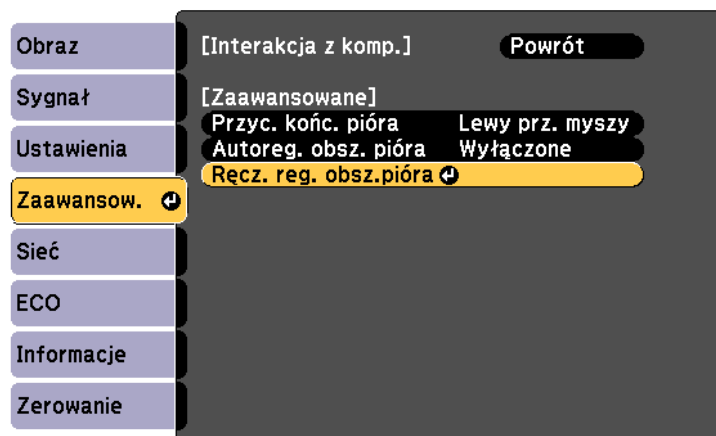 Obraz
Sygnał
Ustawienia
Zaawansow.
Sieć
ECO
Informacje
Zerowanie
[Interakcja z komp.] Powrót
[Zaawansowane]
Przyc. końc. pióra Lewy prz. myszy
Autoreg. obsz. pióra Wyłączone
Ręcz. reg. obsz.pióra